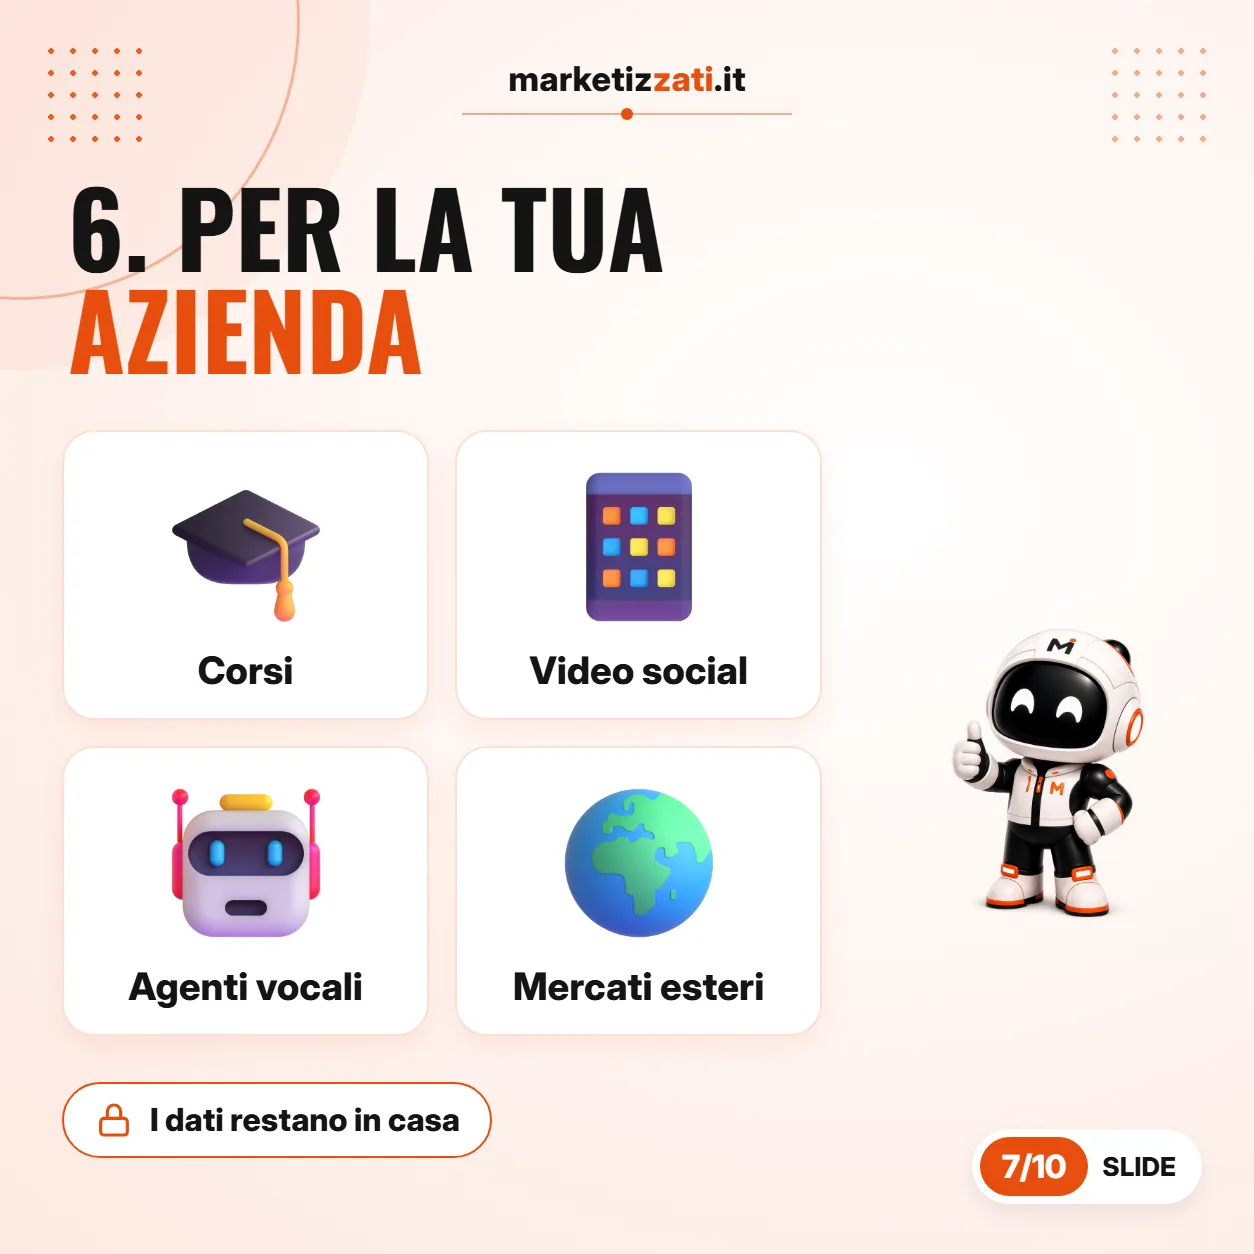 marketizzati.it
6. PER LA TUA
AZIENDA
Corsi
Video social
Agenti vocali
Mercati esteri
I dati restano in casa
M
M
7/10 SLIDE